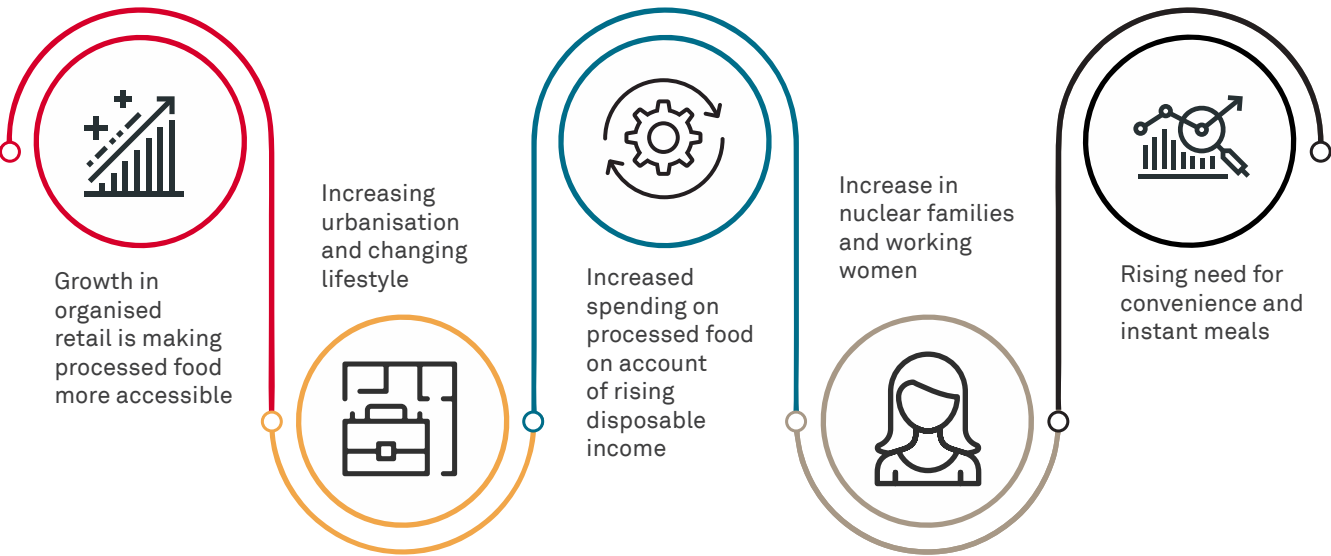 Growth in
organised
retail is making
processed food
more accessible
Increasing
urbanisation
and changing
lifestyle
Increased
spending on
processed food
on account
of rising
disposable
income
Increase in
nuclear families
and working
women
Rising need for
convenience and
instant meals